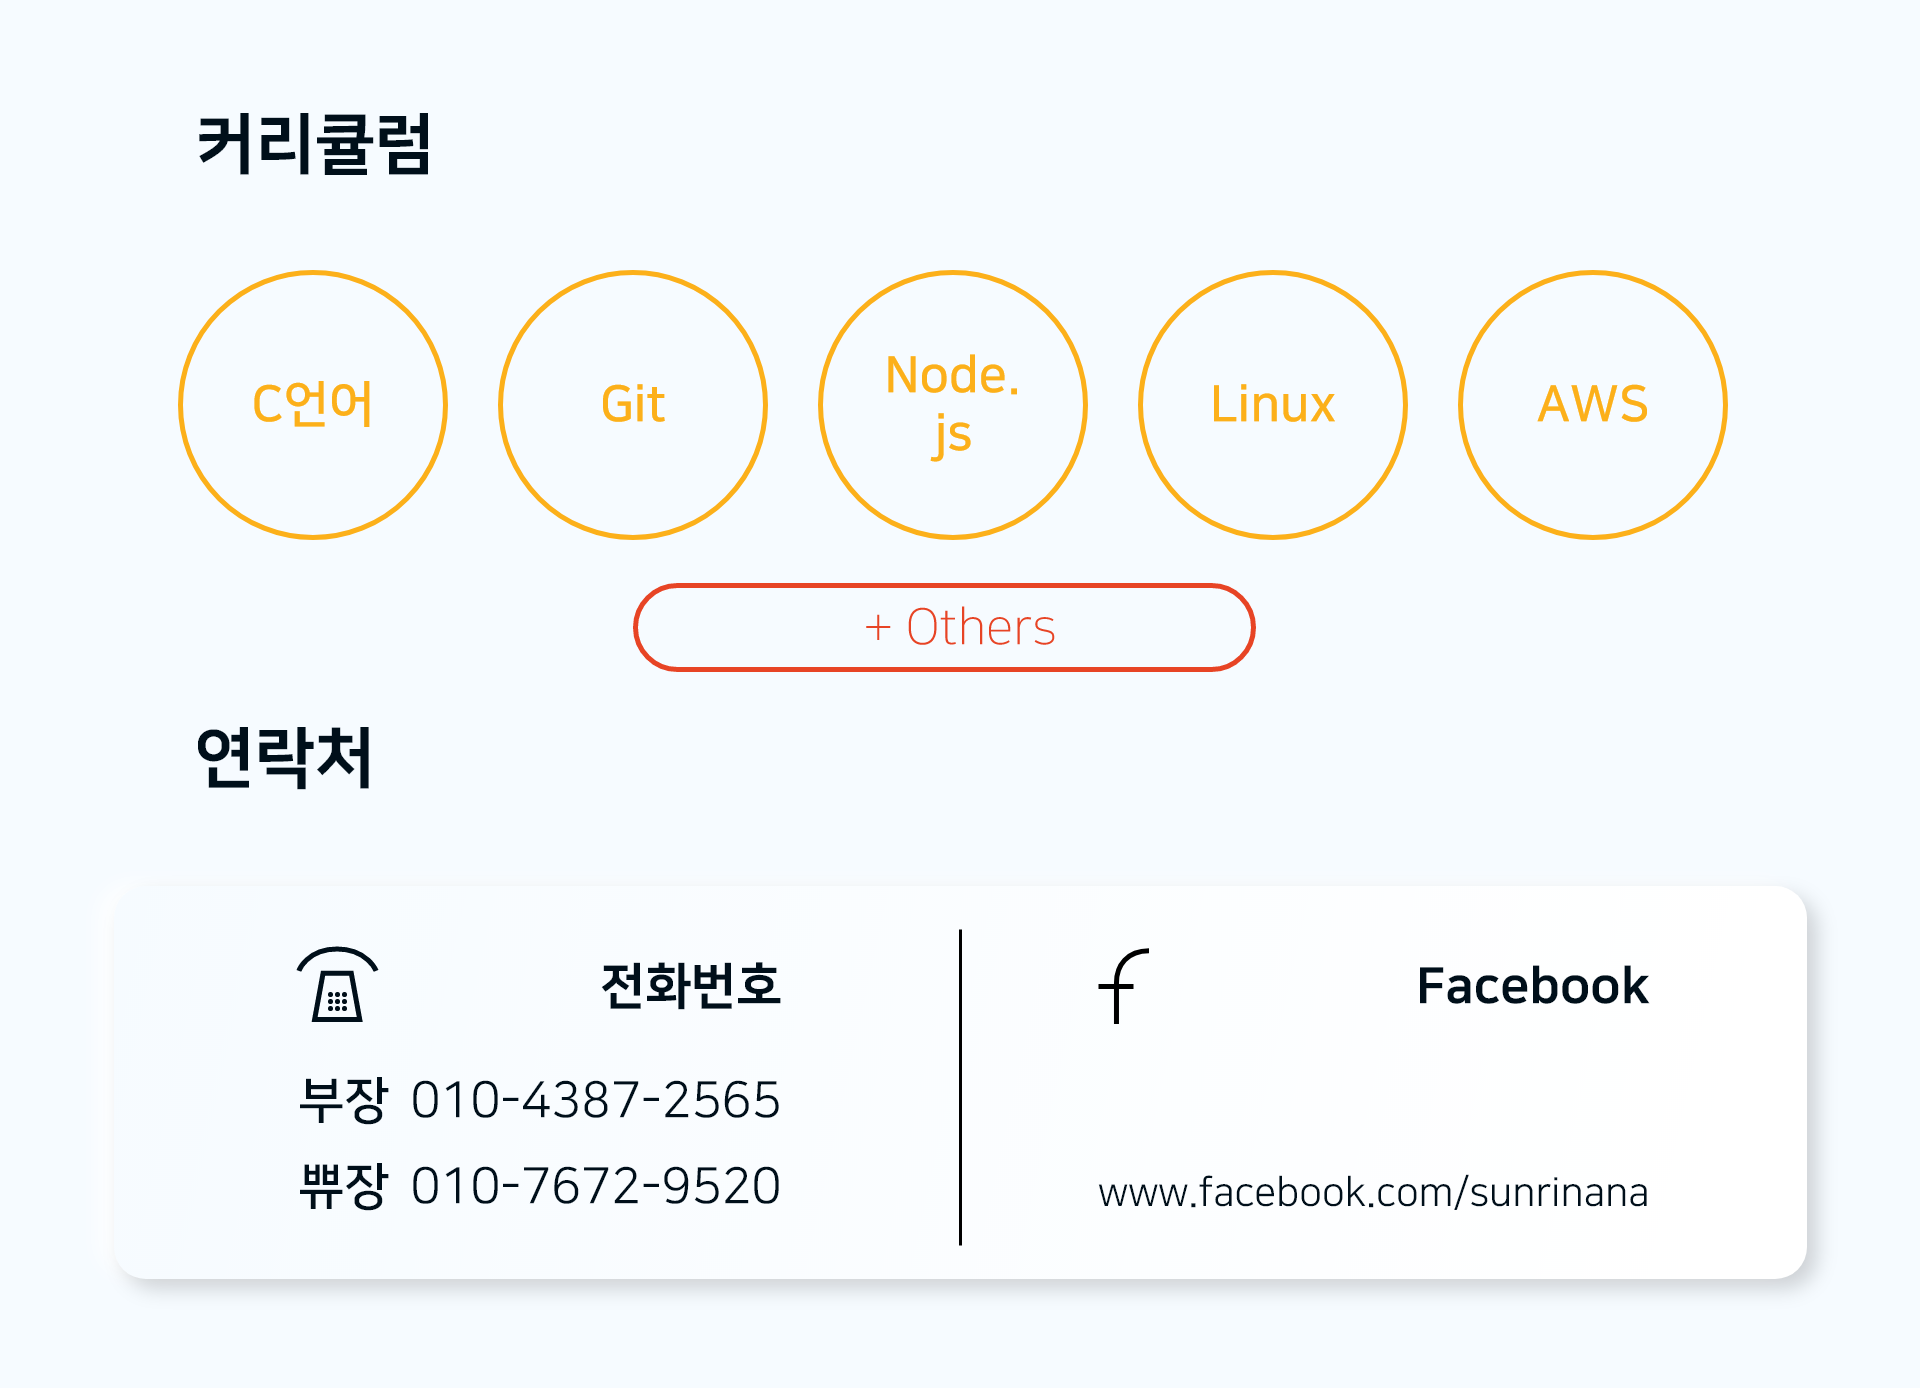 커리큘럼
C언어
Git
Node.
js
Linux
AWS
+ Others
연락처
전화번호
부장 010-4387-2565
쀼장 010-7672-9520
Facebook
www.facebook.com/sunrinana